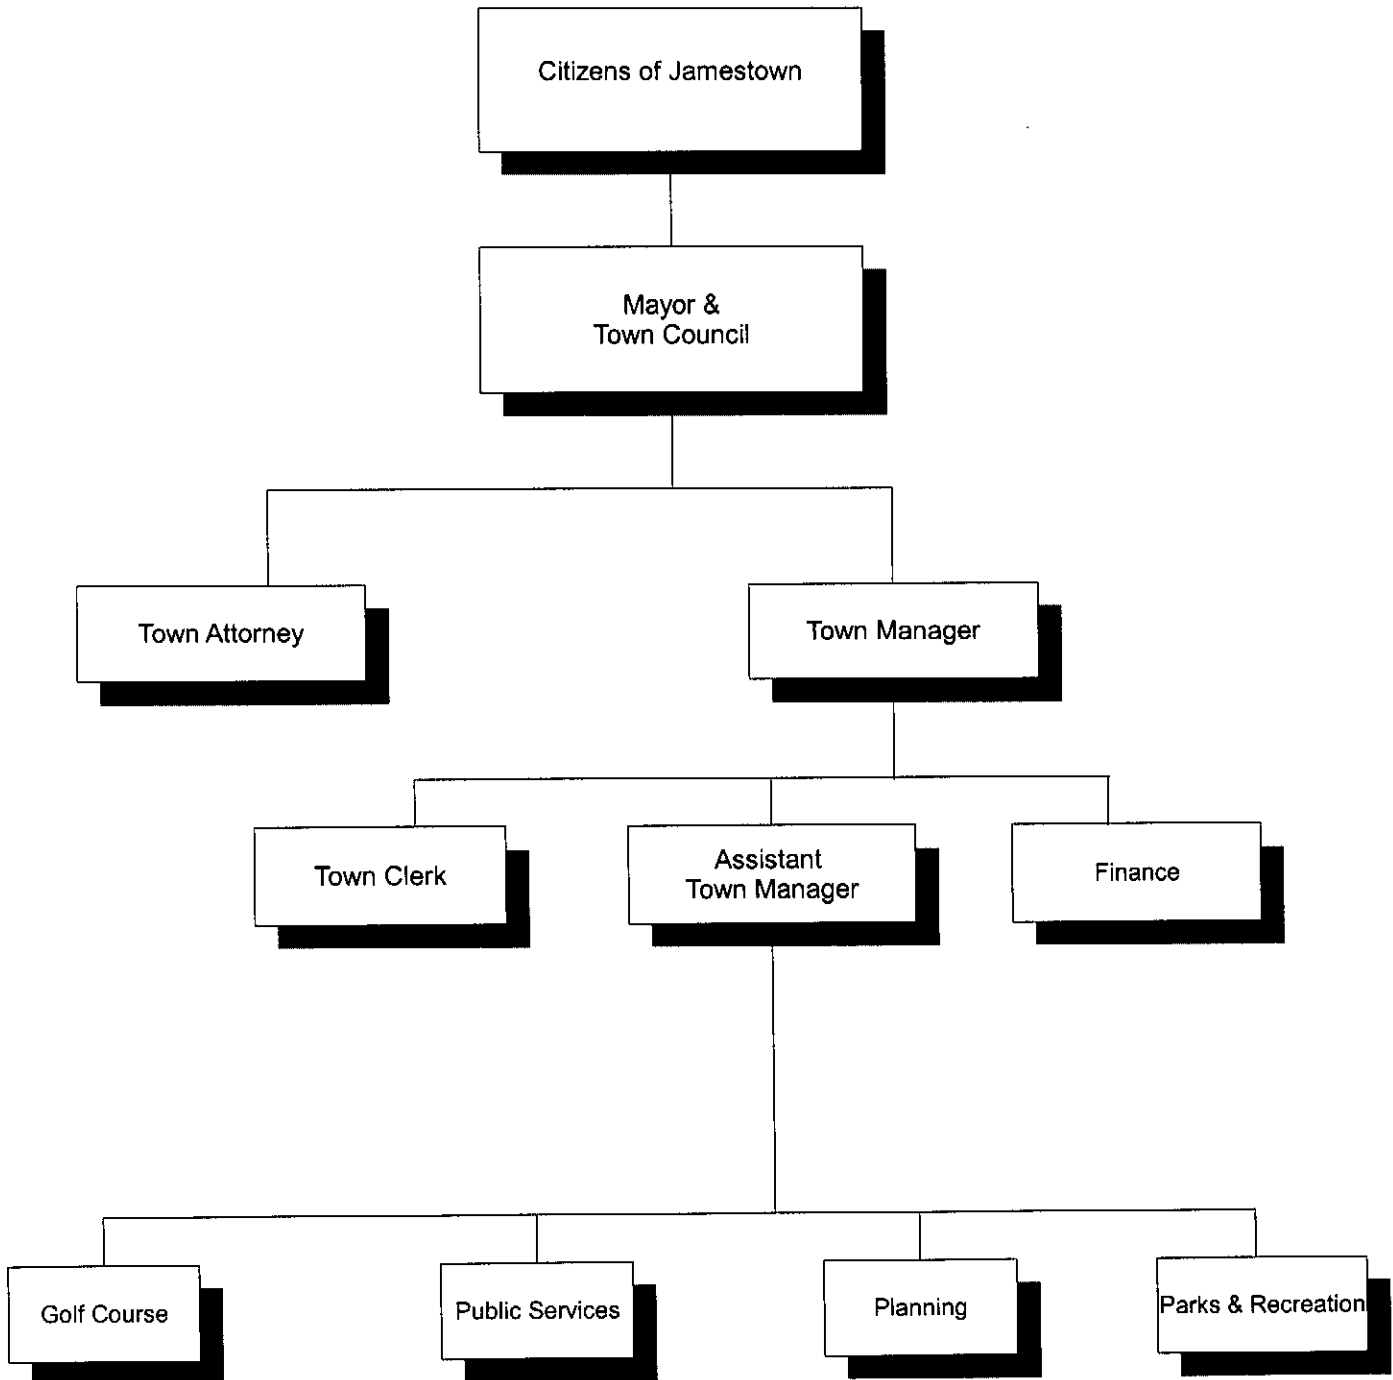 Citizens of Jamestown
Mayor &
Town Council
Town Attorney
Town Manager
Town Clerk
Assistant
Town Manager
Finance
Golf Course
Public Services
Planning
Parks & Recreation